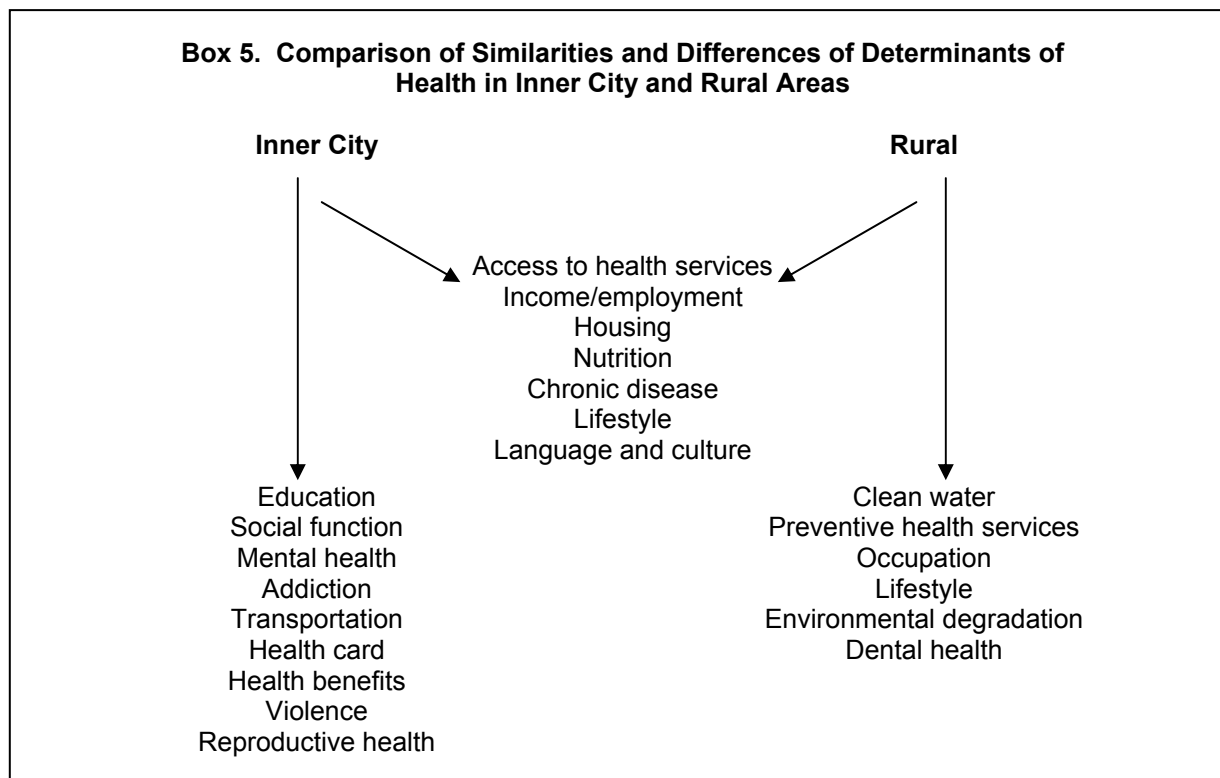 Box 5. Comparison of Similarities and Differences of Determinants of
Health in Inner City and Rural Areas
Inner City
Rural
Access to health services
Income/employment
Housing
Nutrition
Chronic disease
Lifestyle
Language and culture
Education
Social function
Mental health
Addiction
Transportation
Health card
Health benefits
Violence
Reproductive health
Clean water
Preventive health services
Occupation
Lifestyle
Environmental degradation
Dental health